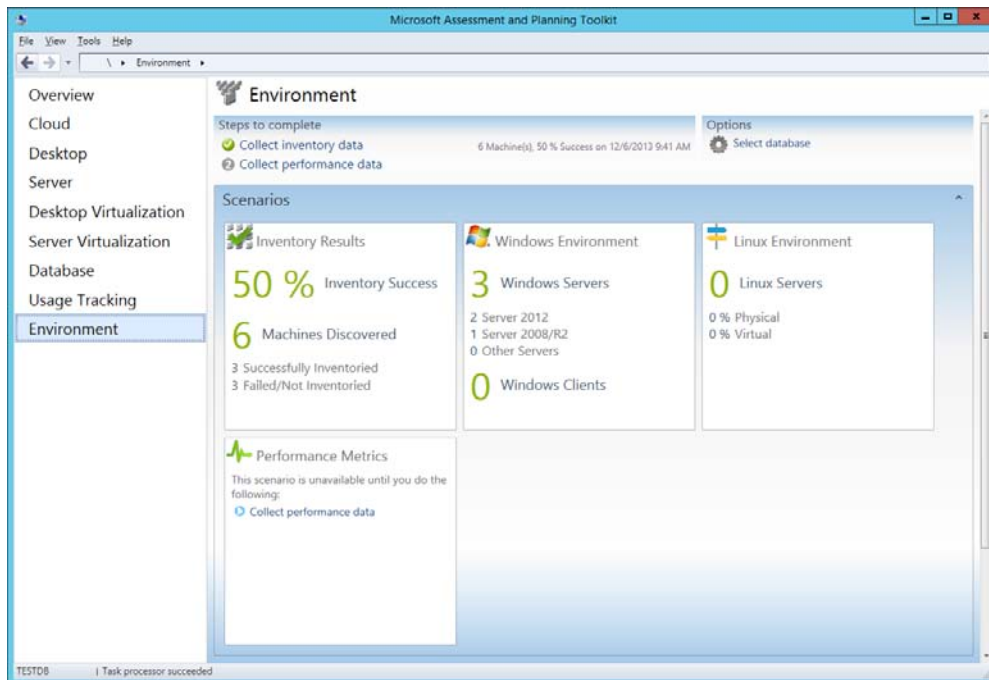 Microsoft Assessment and Planning Toolkit
File View Tools Help
\ Environment
Overview
Cloud
Desktop
Server
Desktop Virtualization
Server Virtualization
Database
Usage Tracking
Environment
Environment
Steps to complete
Collect inventory data
6 Machine(s), 50 % Success on 12/6/2013 9:41 AM
2 Collect performance data
Options
Select database
Scenarios
Inventory Results
50 % Inventory Success
6 Machines Discovered
3 Successfully Inventoried
3 Failed/Not Inventoried
Windows Environment
3 Windows Servers
2 Server 2012
1 Server 2008/R2
0 Other Servers
0 Windows Clients
Linux Environment
0 Linux Servers
0 % Physical
0 % Virtual
Performance Metrics
This scenario is unavailable until you do the
following:
Collect performance data
TESTDB | Task processor succeeded